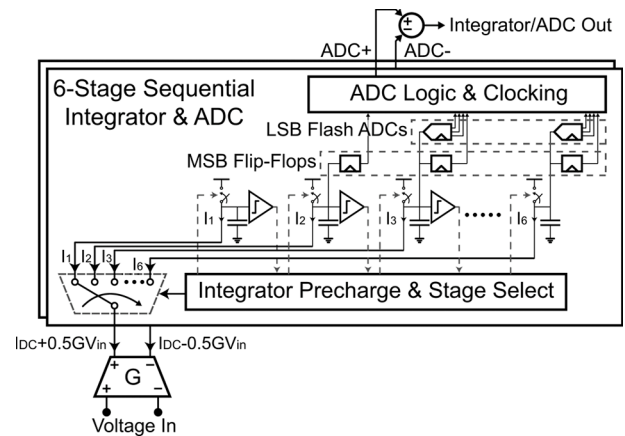 Integrator/ADC Out
ADC+ ADC-
6-Stage Sequential
Integrator & ADC
ADC Logic & Clocking
LSB Flash ADCs
MSB Flip-Flops
I1 I2 I3 I6
I1 I2 I3 I6
Integrator Precharge & Stage Select
IDC+0.5GVin IDC-0.5GVin
+ −
G
+ −
Voltage In